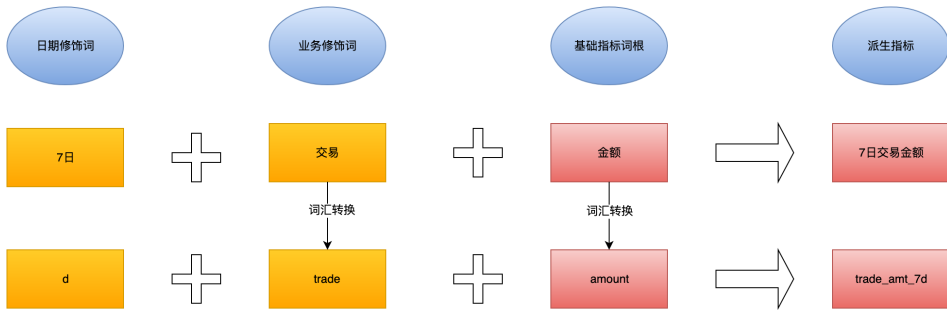 日期修饰词
业务修饰词
基础指标词根
派生指标
7日
交易
金额
7日交易金额
词汇转换
词汇转换
d
trade
amount
trade_amt_7d